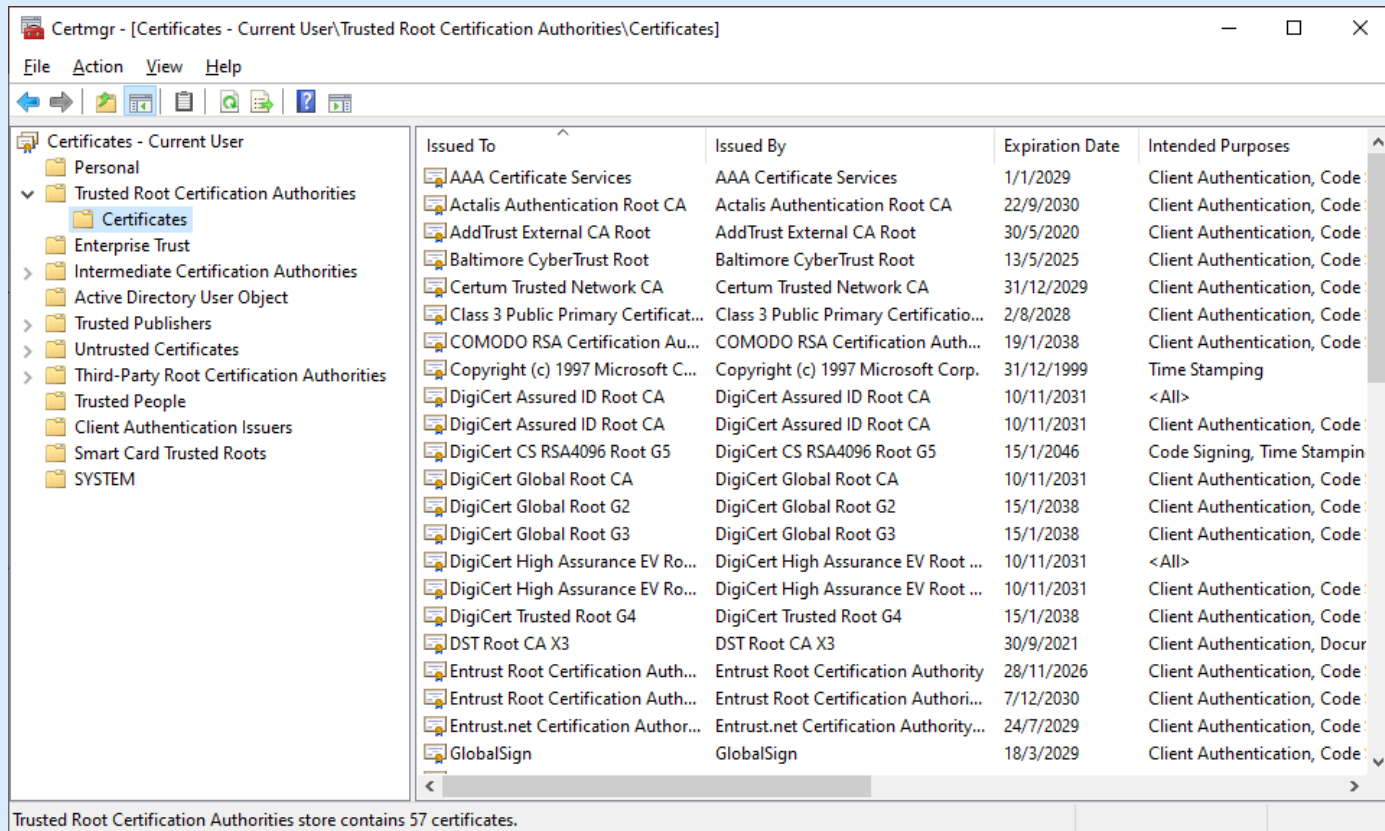 Certmgr - [Certificates - Current User\Trusted Root Certification Authorities\Certificates]
File Action View Help
Certificates - Current User
Personal
Trusted Root Certification Authorities
Certificates
Enterprise Trust
Intermediate Certification Authorities
Active Directory User Object
Trusted Publishers
Untrusted Certificates
Third-Party Root Certification Authorities
Trusted People
Client Authentication Issuers
Smart Card Trusted Roots
SYSTEM
Issued To Issued By Expiration Date Intended Purposes
AAA Certificate Services AAA Certificate Services 1/1/2029 Client Authentication, Code
Actalis Authentication Root CA Actalis Authentication Root CA 22/9/2030 Client Authentication, Code
AddTrust External CA Root AddTrust External CA Root 30/5/2020 Client Authentication, Code
Baltimore CyberTrust Root Baltimore CyberTrust Root 13/5/2025 Client Authentication, Code
Certum Trusted Network CA Certum Trusted Network CA 31/12/2029 Client Authentication, Code
Class 3 Public Primary Certificat... Class 3 Public Primary Certificatio... 2/8/2028 Client Authentication, Code
COMODO RSA Certification Au... COMODO RSA Certification Auth... 19/1/2038 Client Authentication, Code
Copyright (c) 1997 Microsoft C... Copyright (c) 1997 Microsoft Corp. 31/12/1999 Time Stamping
DigiCert Assured ID Root CA DigiCert Assured ID Root CA 10/11/2031 <All>
DigiCert Assured ID Root CA DigiCert Assured ID Root CA 10/11/2031 Client Authentication, Code
DigiCert CS RSA4096 Root G5 DigiCert CS RSA4096 Root G5 15/1/2046 Code Signing, Time Stampin
DigiCert Global Root CA DigiCert Global Root CA 10/11/2031 Client Authentication, Code
DigiCert Global Root G2 DigiCert Global Root G2 15/1/2038 Client Authentication, Code
DigiCert Global Root G3 DigiCert Global Root G3 15/1/2038 Client Authentication, Code
DigiCert High Assurance EV Ro... DigiCert High Assurance EV Root ... 10/11/2031 <All>
DigiCert High Assurance EV Ro... DigiCert High Assurance EV Root ... 10/11/2031 Client Authentication, Code
DigiCert Trusted Root G4 DigiCert Trusted Root G4 15/1/2038 Client Authentication, Code
DST Root CA X3 DST Root CA X3 30/9/2021 Client Authentication, Docur
Entrust Root Certification Auth... Entrust Root Certification Authority 28/11/2026 Client Authentication, Code
Entrust Root Certification Auth... Entrust Root Certification Authori... 7/12/2030 Client Authentication, Code
Entrust.net Certification Author... Entrust.net Certification Authority... 24/7/2029 Client Authentication, Code
GlobalSign GlobalSign 18/3/2029 Client Authentication, Code
Trusted Root Certification Authorities store contains 57 certificates.